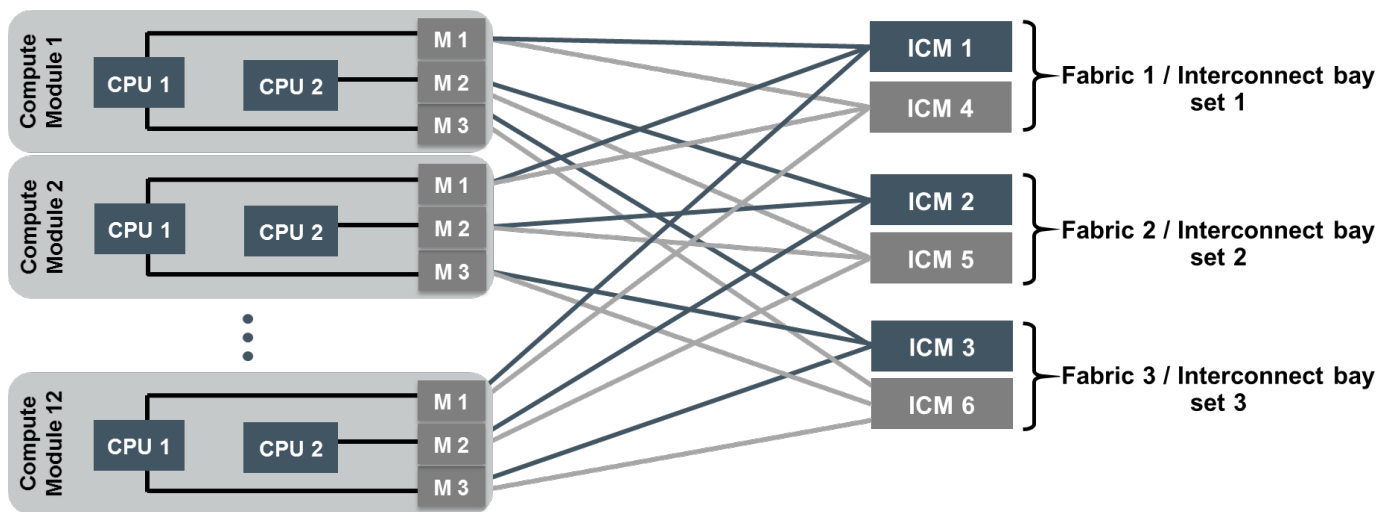 Compute
Module 1
CPU 1
CPU 2
M 1
M 2
M 3
Compute
Module 2
CPU 1
CPU 2
M 1
M 2
M 3
Compute
Module 12
CPU 1
CPU 2
M 1
M 2
M 3
ICM 1
ICM 4
Fabric 1 / Interconnect bay
set 1
ICM 2
ICM 5
Fabric 2 / Interconnect bay
set 2
ICM 3
ICM 6
Fabric 3 / Interconnect bay
set 3